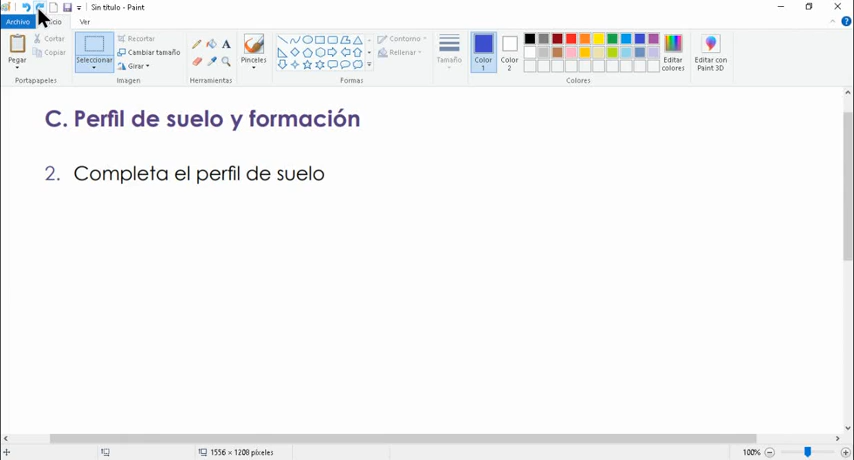 Sin título - Paint
Archivo Inicio Ver
Pegar
Cortar
Copiar
Portapapeles
Seleccionar
Recortar
Cambiar tamaño
Girar
Imagen
A
Herramientas
Pinceles
Contorno
Rellenar
Formas
Tamaño
Color 1
Color 2
Editar colores
Colores
Editar con Paint 3D
C. Perfil de suelo y formación
2. Completa el perfil de suelo
1556 × 1208 píxeles
100%